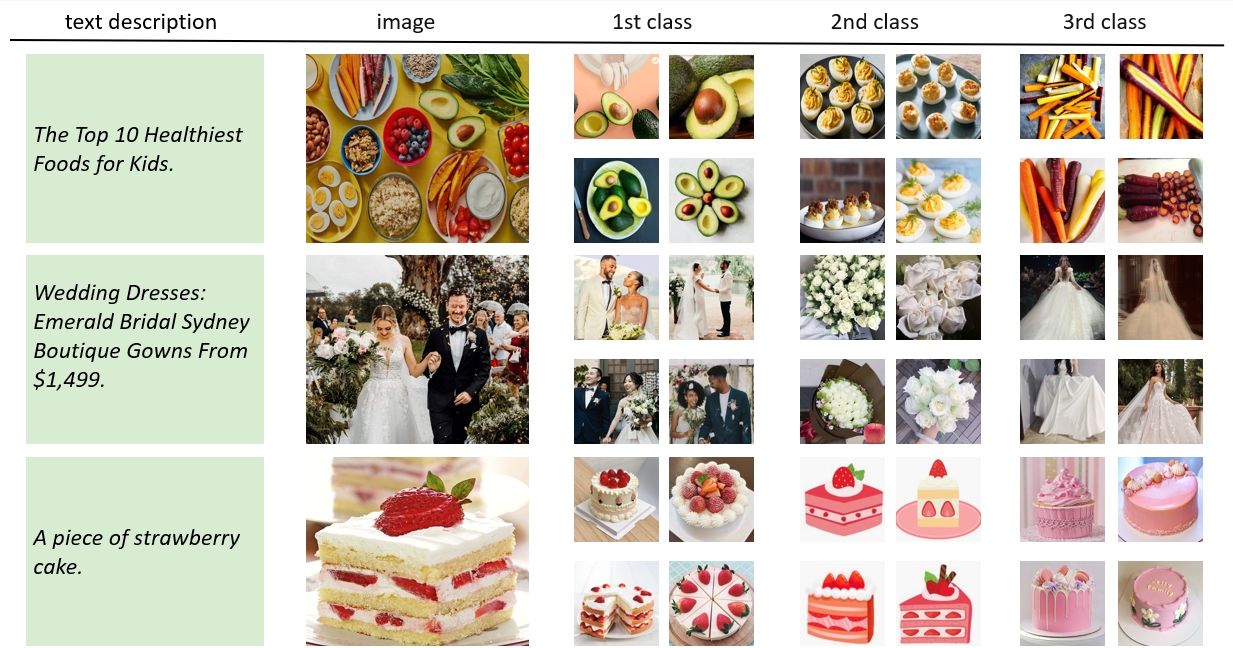 text description
image
1st class
2nd class
3rd class
The Top 10 Healthiest
Foods for Kids.
Wedding Dresses:
Emerald Bridal Sydney
Boutique Gowns From
$1,499.
A piece of strawberry
cake.